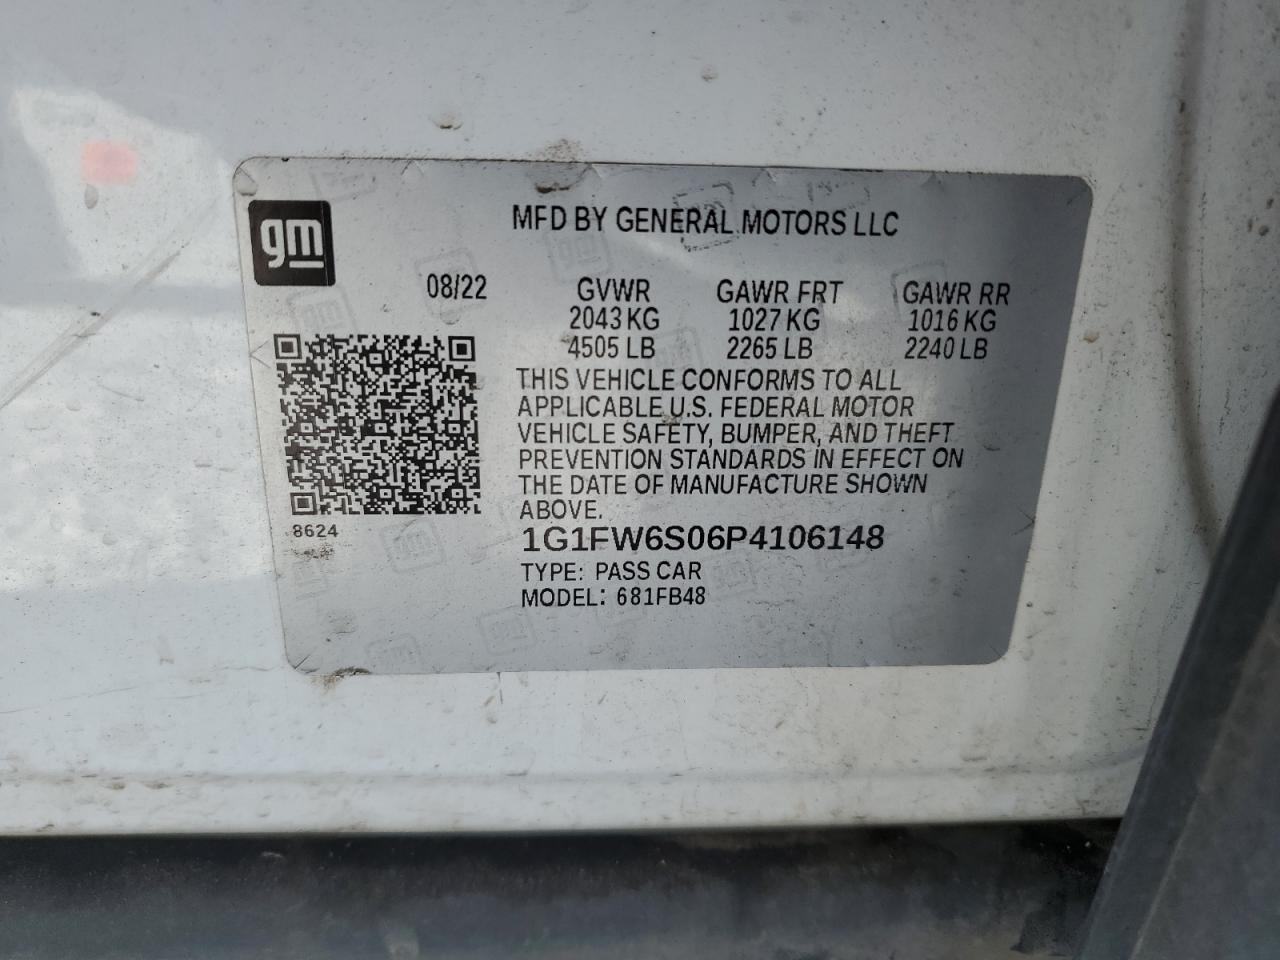 gm
MFD BY GENERAL MOTORS LLC
08/22 GVWR GAWR FRT GAWR RR
2043 KG 1027 KG 1016 KG
4505 LB 2265 LB 2240 LB
THIS VEHICLE CONFORMS TO ALL
APPLICABLE U.S. FEDERAL MOTOR
VEHICLE SAFETY, BUMPER, AND THEFT
PREVENTION STANDARDS IN EFFECT ON
THE DATE OF MANUFACTURE SHOWN
ABOVE.
8624
1G1FW6S06P4106148
TYPE: PASS CAR
MODEL: 681FB48